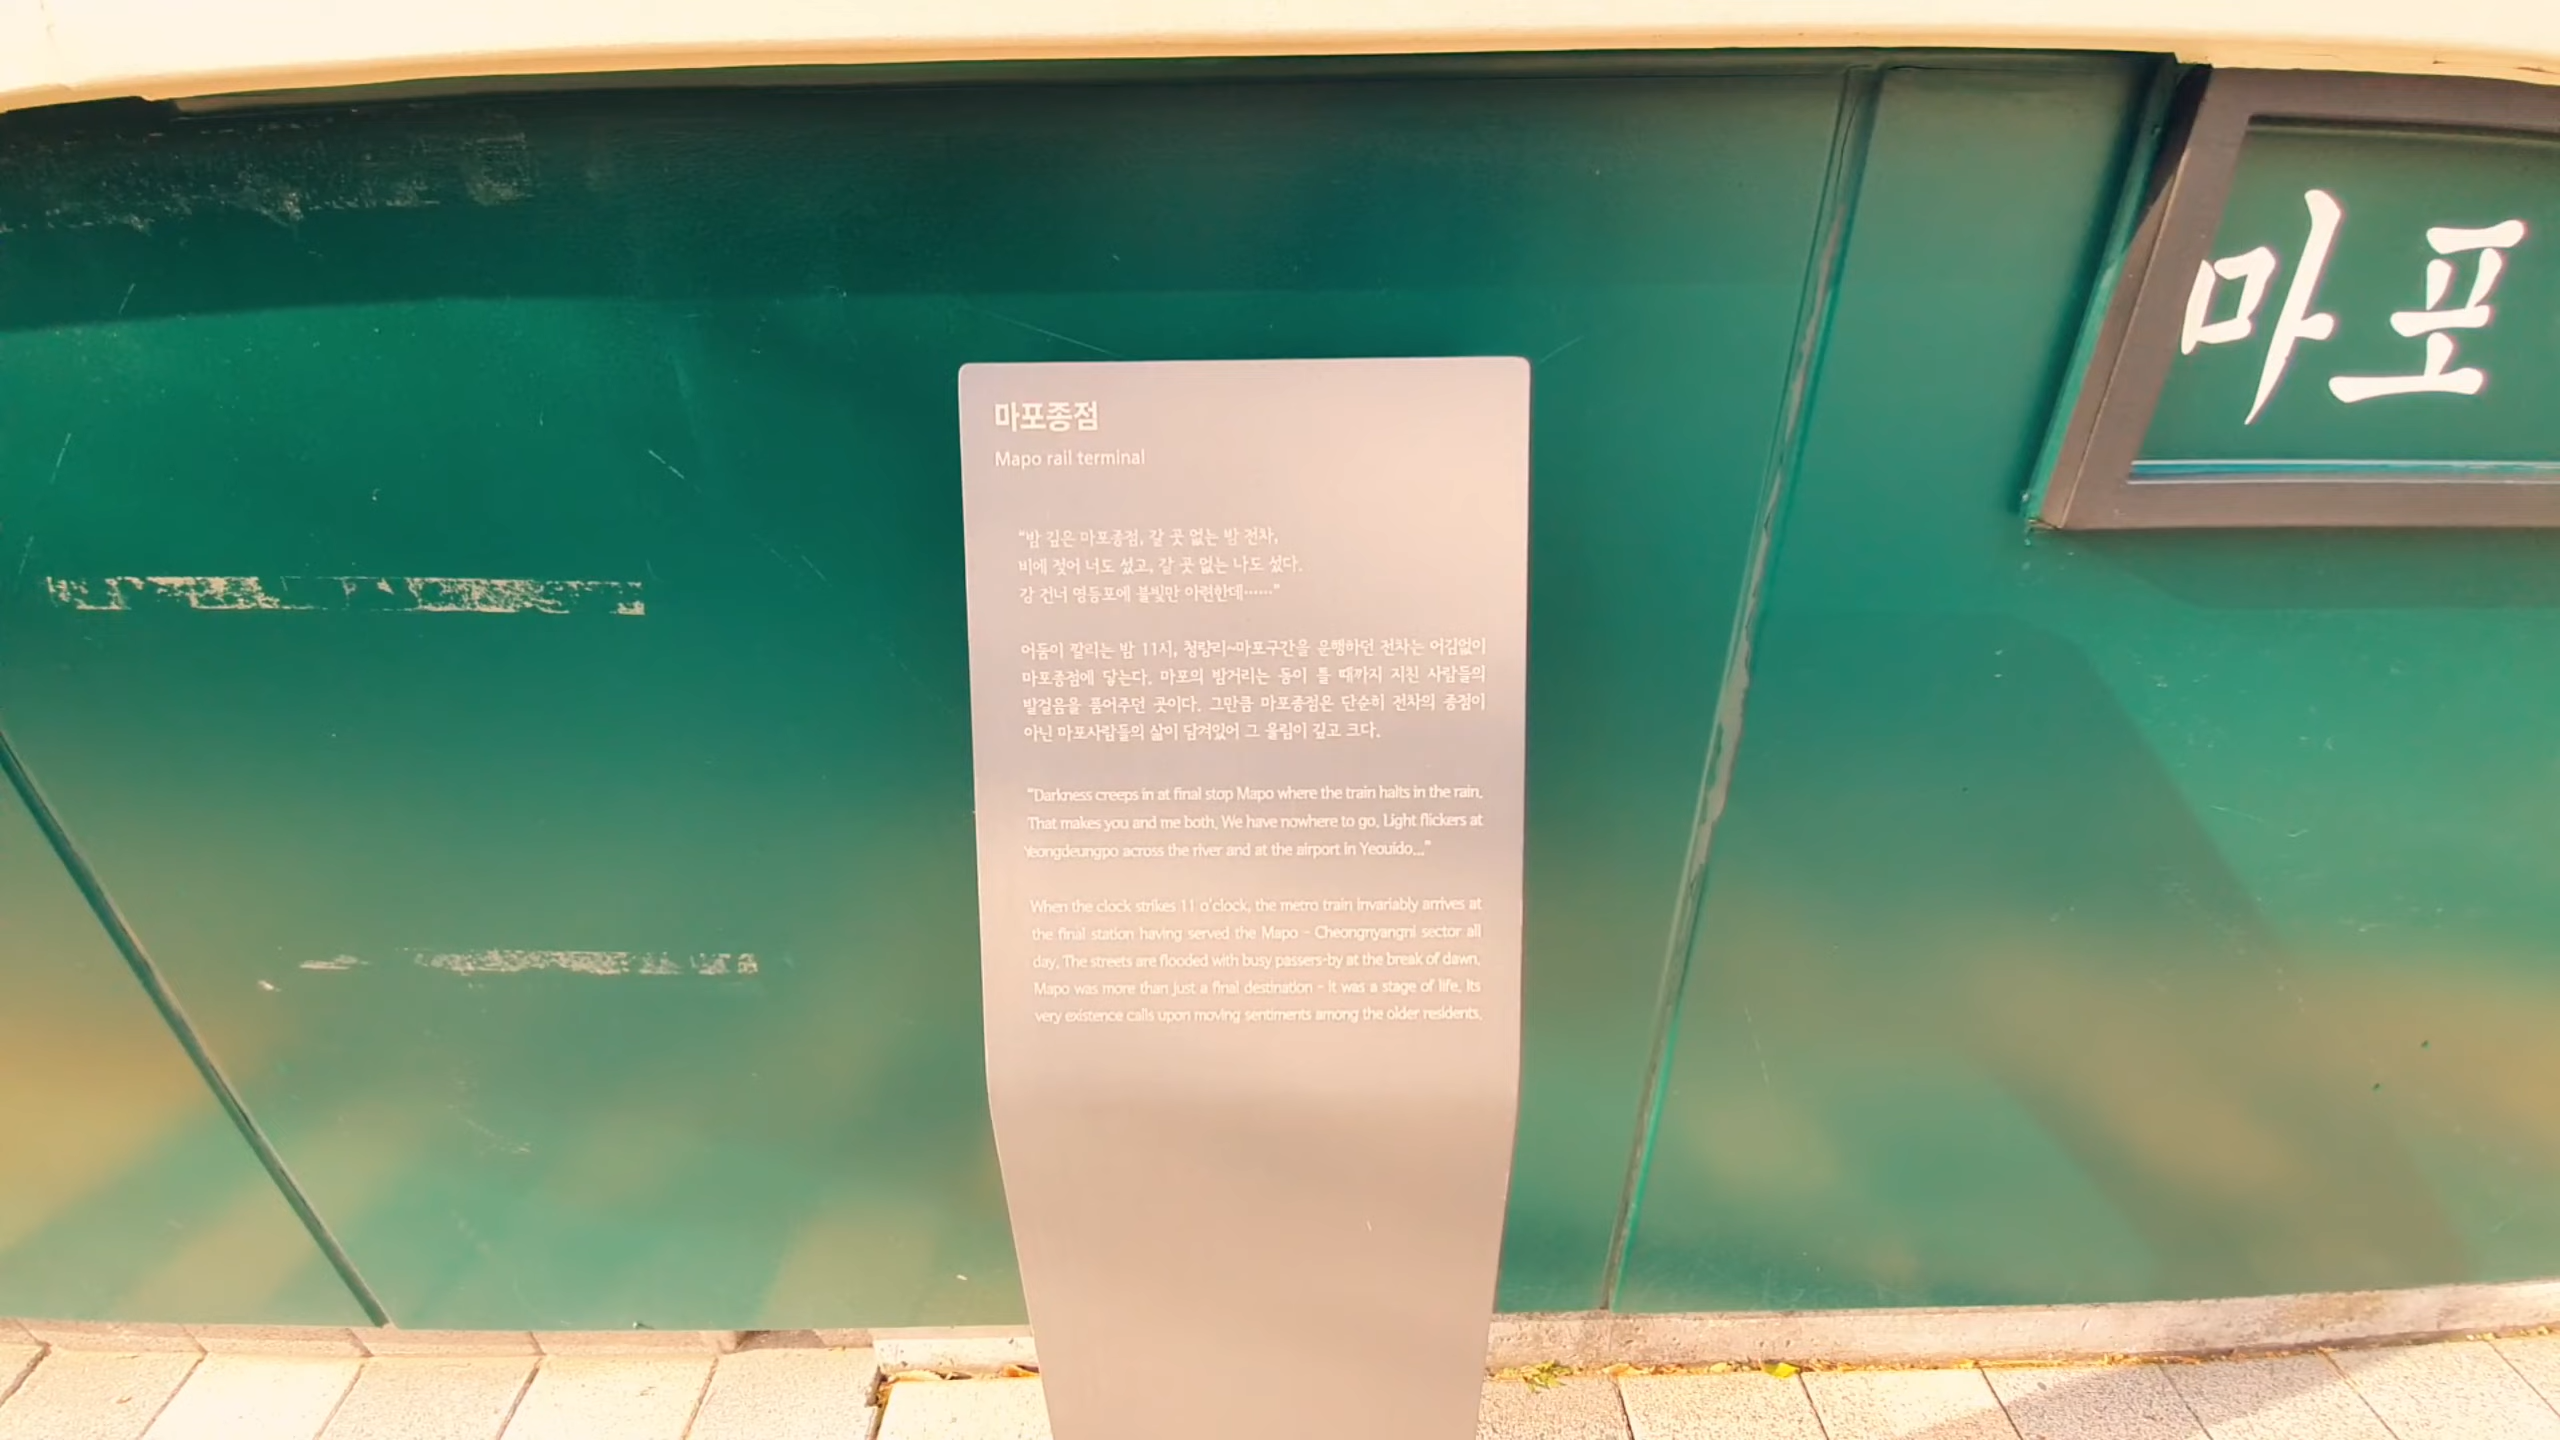 마포종점
Mapo rail terminal
"밤 깊은 마포종점, 갈 곳 없는 밤 전차,
비에 젖어 너도 섰고, 갈 곳 없는 나도 섰다.
강 건너 영등포에 불빛만 아련한데……"
어둠이 깔리는 밤 11시, 청량리~마포구간을 운행하던 전차는 어김없이
마포종점에 닿는다. 마포의 밤거리는 동이 틀 때까지 지친 사람들의
발걸음을 품어주던 곳이다. 그만큼 마포종점은 단순히 전차의 종점이
아닌 마포사람들의 삶이 담겨있어 그 울림이 깊고 크다.
"Darkness creeps in at final stop Mapo where the train halts in the rain.
That makes you and me both. We have nowhere to go. Light flickers at
Yeongdeungpo across the river and at the airport in Yeouido..."
When the clock strikes 11 o'clock, the metro train invariably arrives at
the final station having served the Mapo - Cheongnyangni sector all
day. The streets are flooded with busy passers-by at the break of dawn.
Mapo was more than just a final destination - it was a stage of life. Its
very existence calls upon moving sentiments among the older residents.
마포